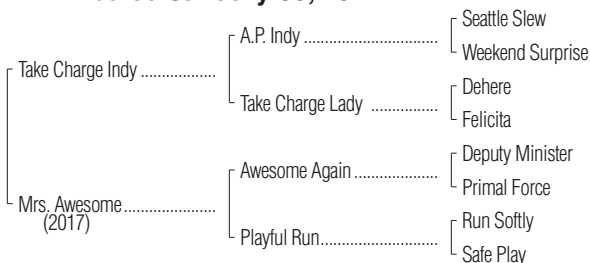 Seattle Slew
A.P. Indy
Weekend Surprise
Take Charge Indy
Dehere
Take Charge Lady
Felicita
Deputy Minister
Awesome Again
Primal Force
Mrs. Awesome
(2017)
Run Softly
Playful Run
Safe Play